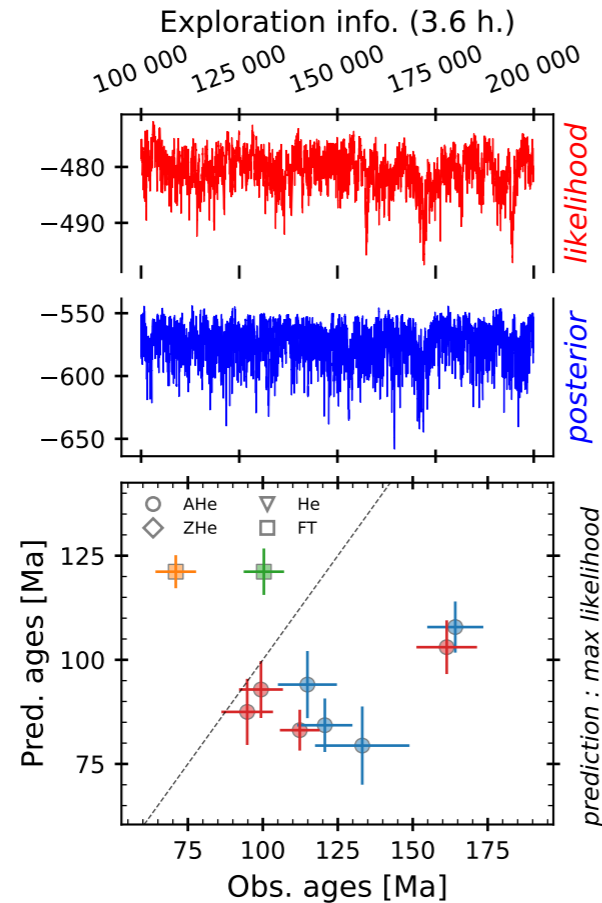 Exploration info. (3.6 h.)
100 000 125 000 150 000 175 000 200 000
−480
−490
likelihood
−550
−600
−650
posterior
AHe He
ZHe FT
125
100
75
Pred. ages [Ma]
prediction : max likelihood
75 100 125 150 175
Obs. ages [Ma]